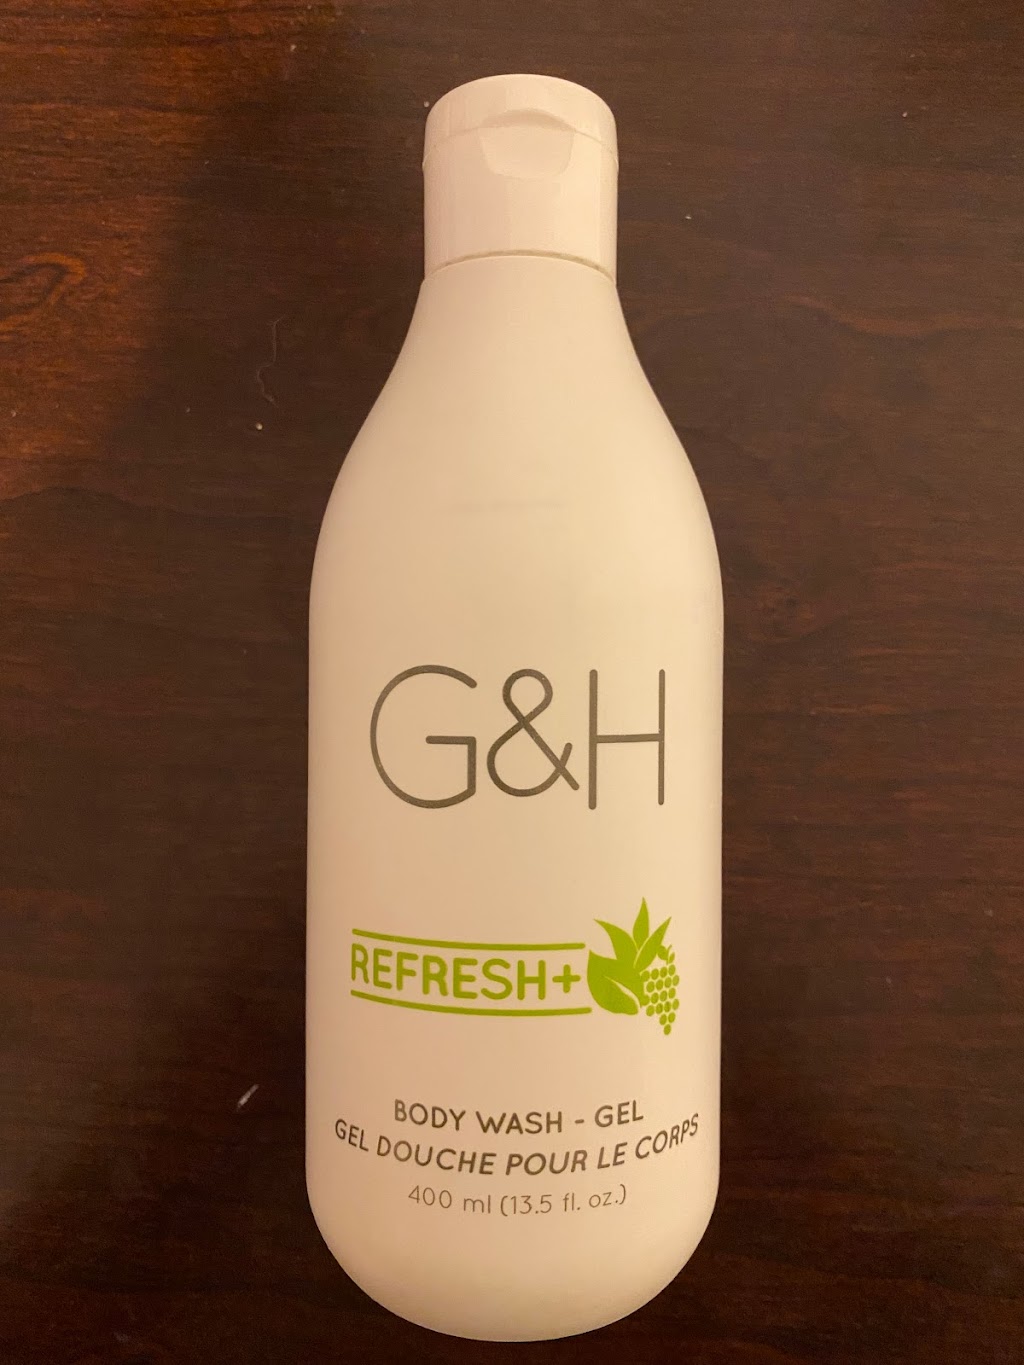 G&H
REFRESH+
BODY WASH - GEL
GEL DOUCHE POUR LE CORPS
400 ml (13.5 fl. oz.)